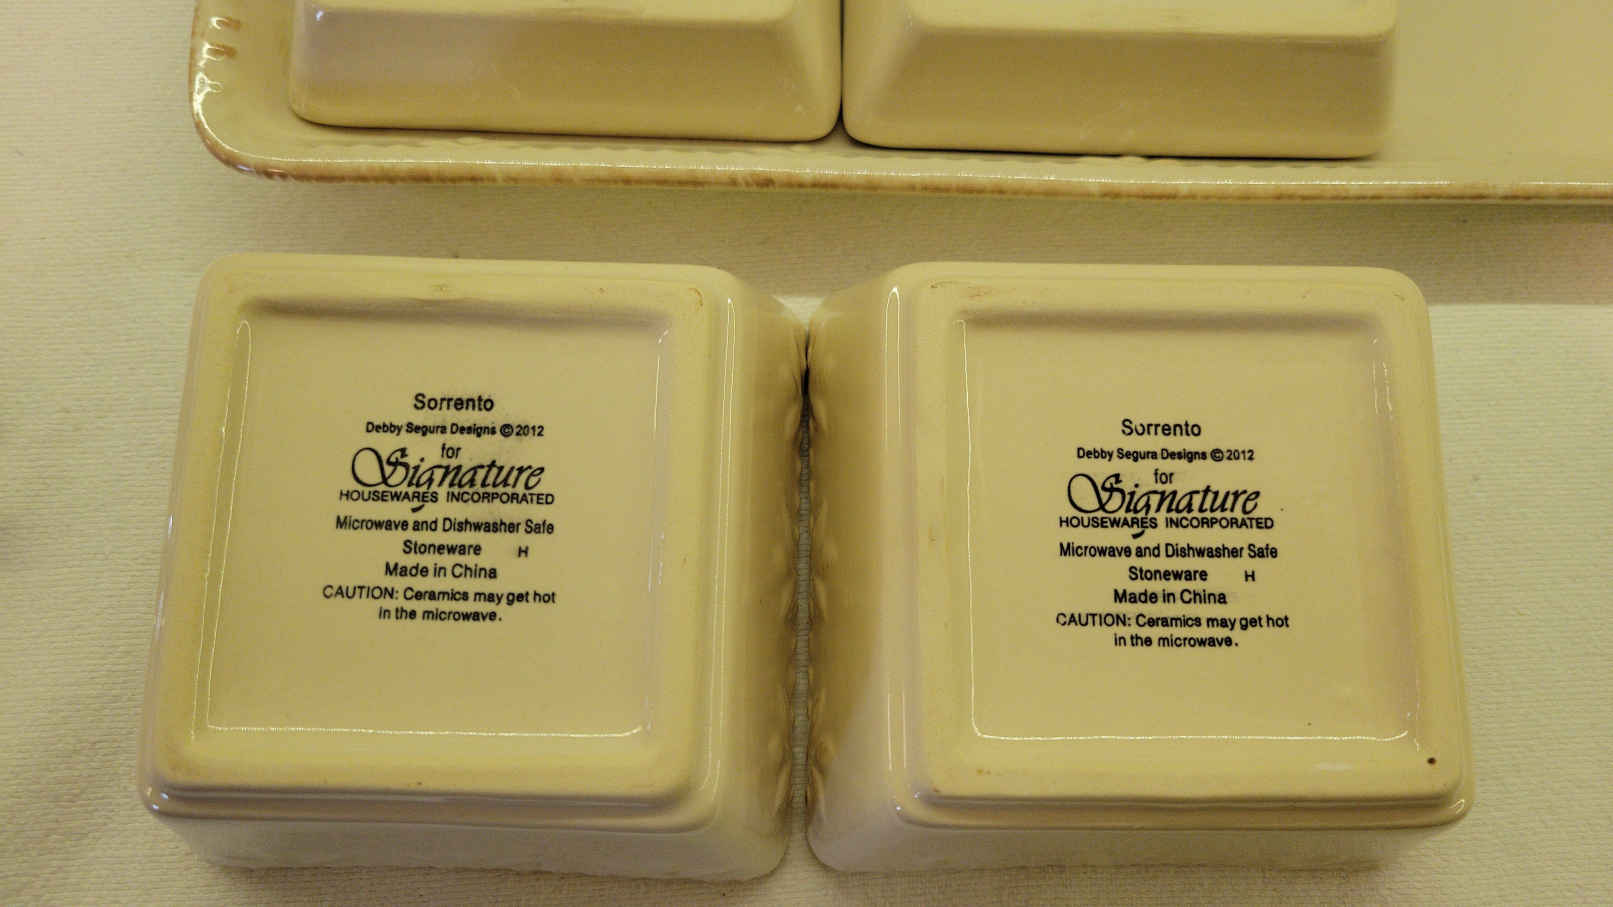 Sorrento
Debby Segura Designs © 2012
for
Signature
HOUSEWARES INCORPORATED
Microwave and Dishwasher Safe
Stoneware H
Made in China
CAUTION: Ceramics may get hot
in the microwave.
Sorrento
Debby Segura Designs © 2012
for
Signature
HOUSEWARES INCORPORATED
Microwave and Dishwasher Safe
Stoneware H
Made in China
CAUTION: Ceramics may get hot
in the microwave.